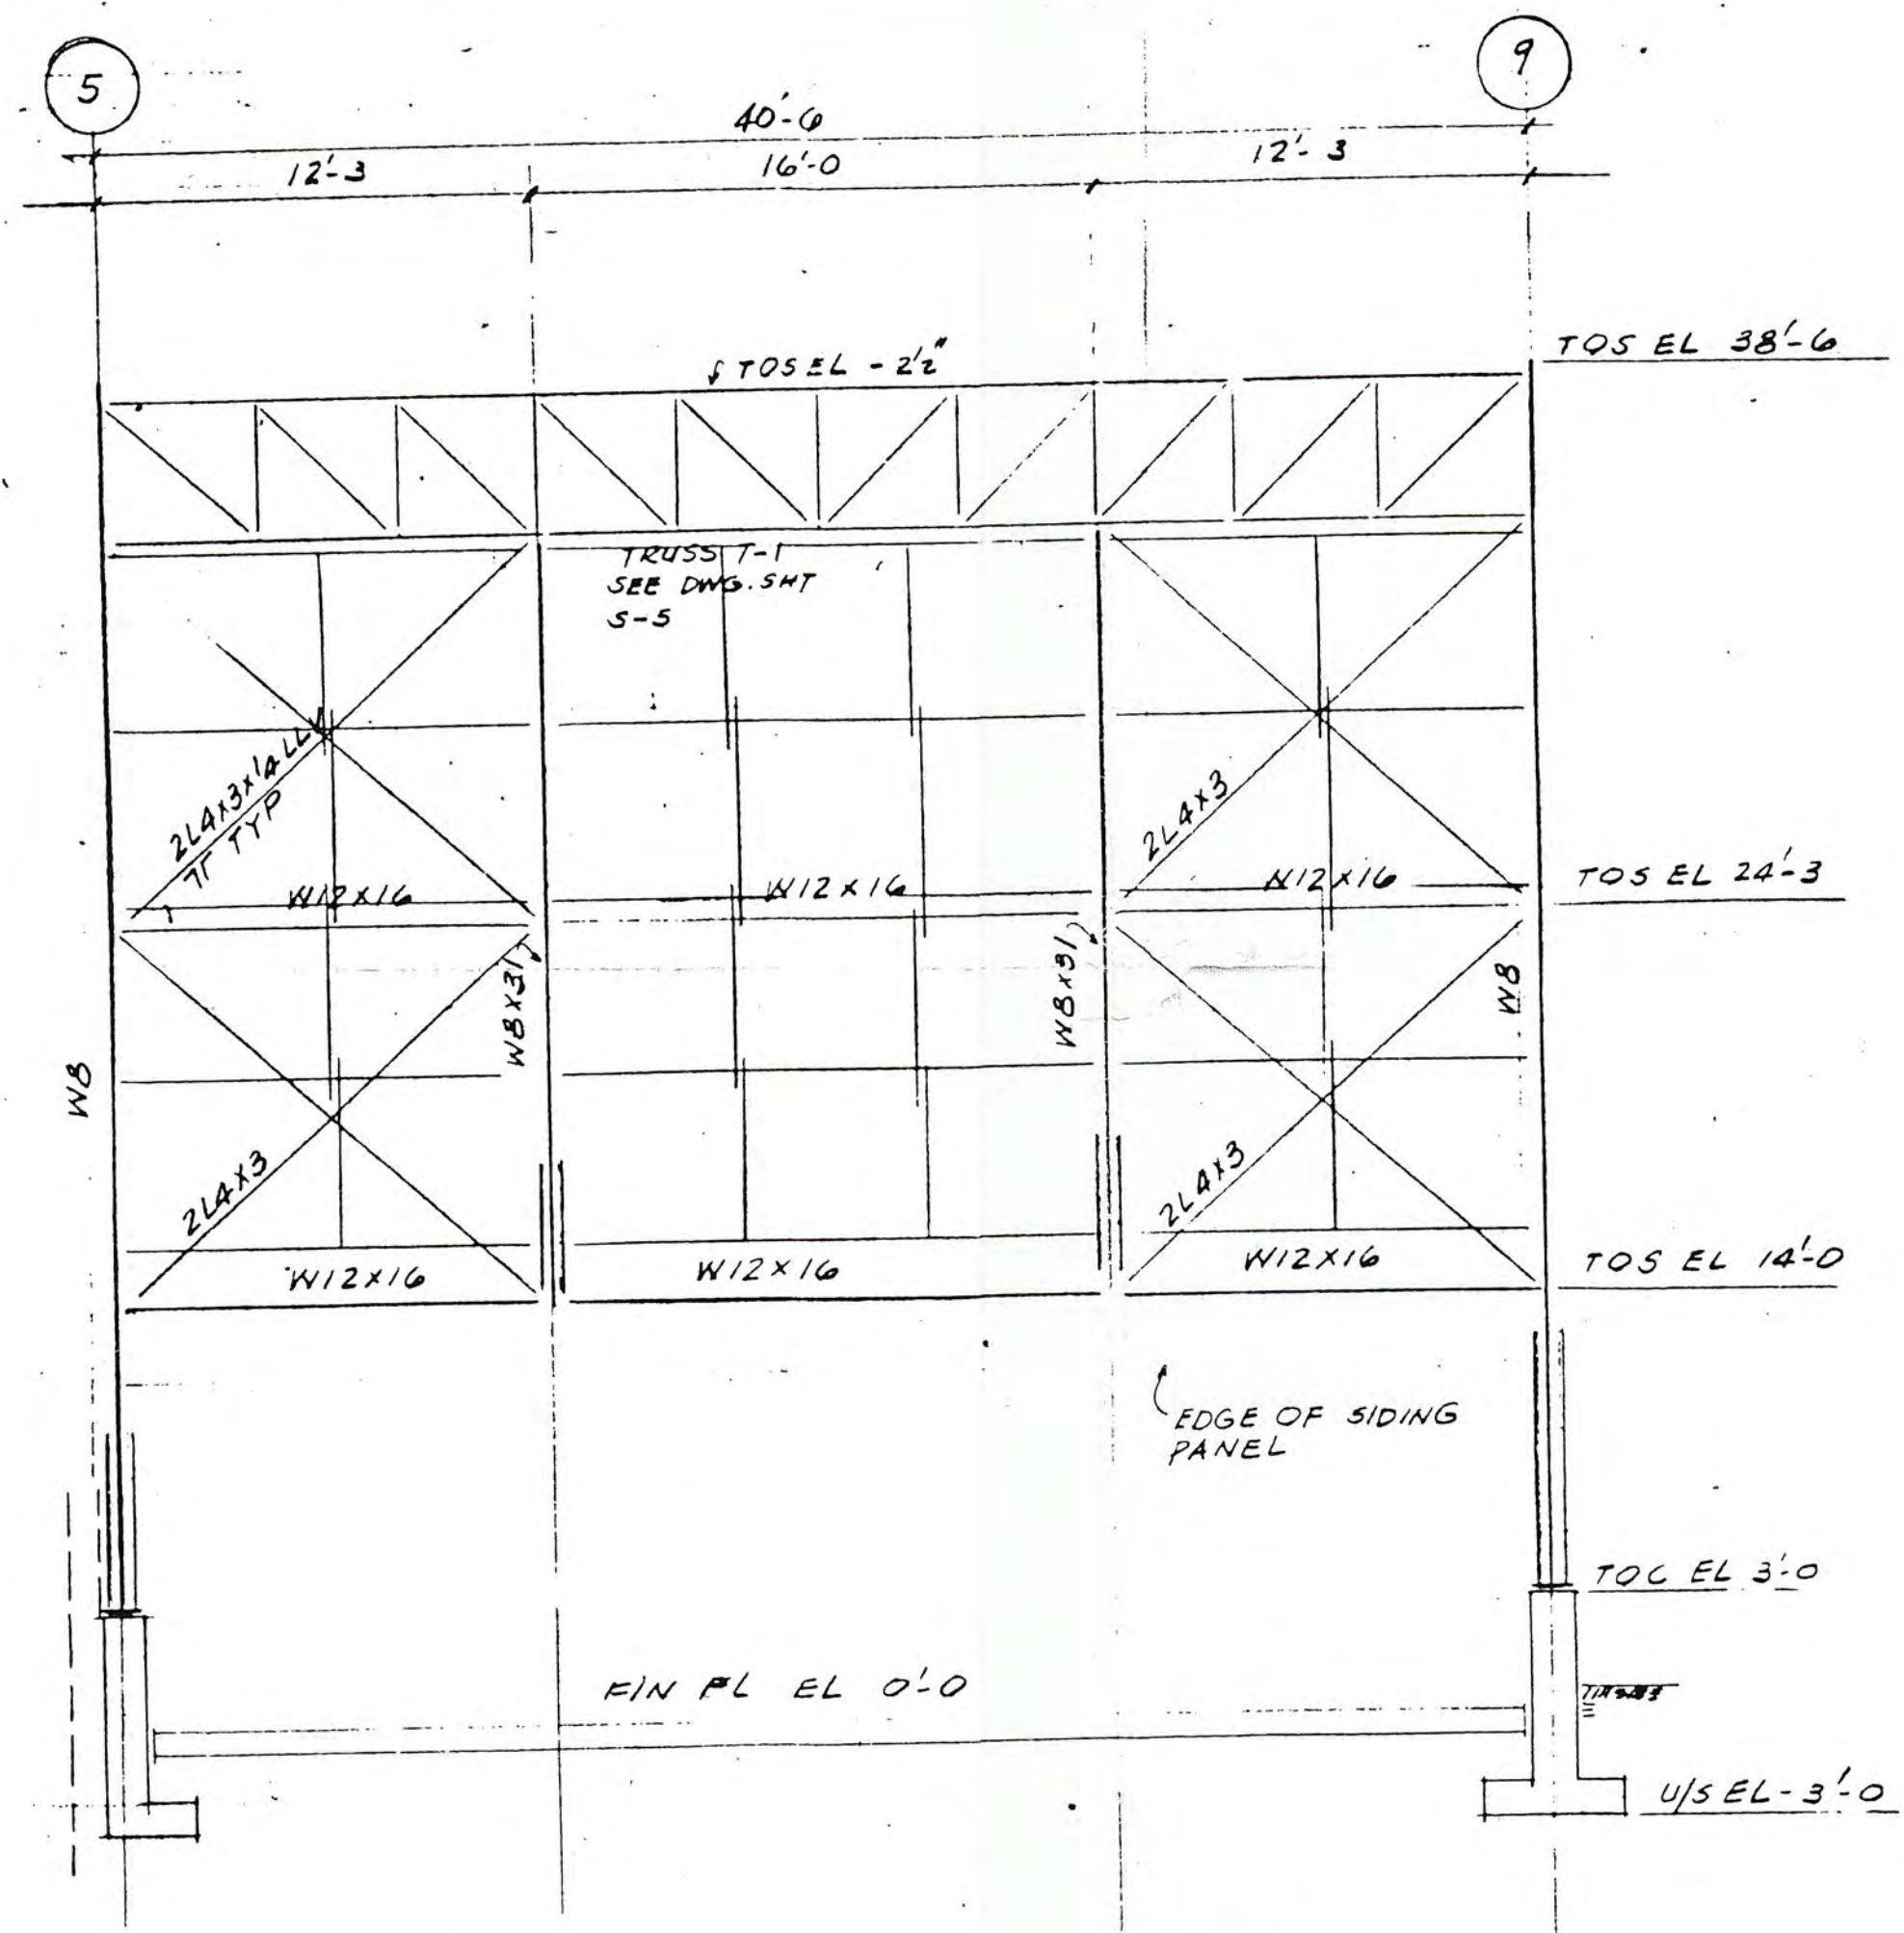 5
9
40'-6
12'-3
16'-0
12'-3
TOS EL 38'-6
TOS EL - 2½"
TRUSS T-1
SEE DWG. SHT
S-5
2L4x3x¼ LL
TYP
2L4x3
W12x16
W12x16
W12x16
TOS EL 24'-3
W8x31
W8x31
W8
W8
2L4x3
2L4x3
W12x16
W12x16
W12x16
TOS EL 14'-0
EDGE OF SIDING
PANEL
TOC EL 3'-0
FIN FL EL 0'-0
U/S EL -3'-0